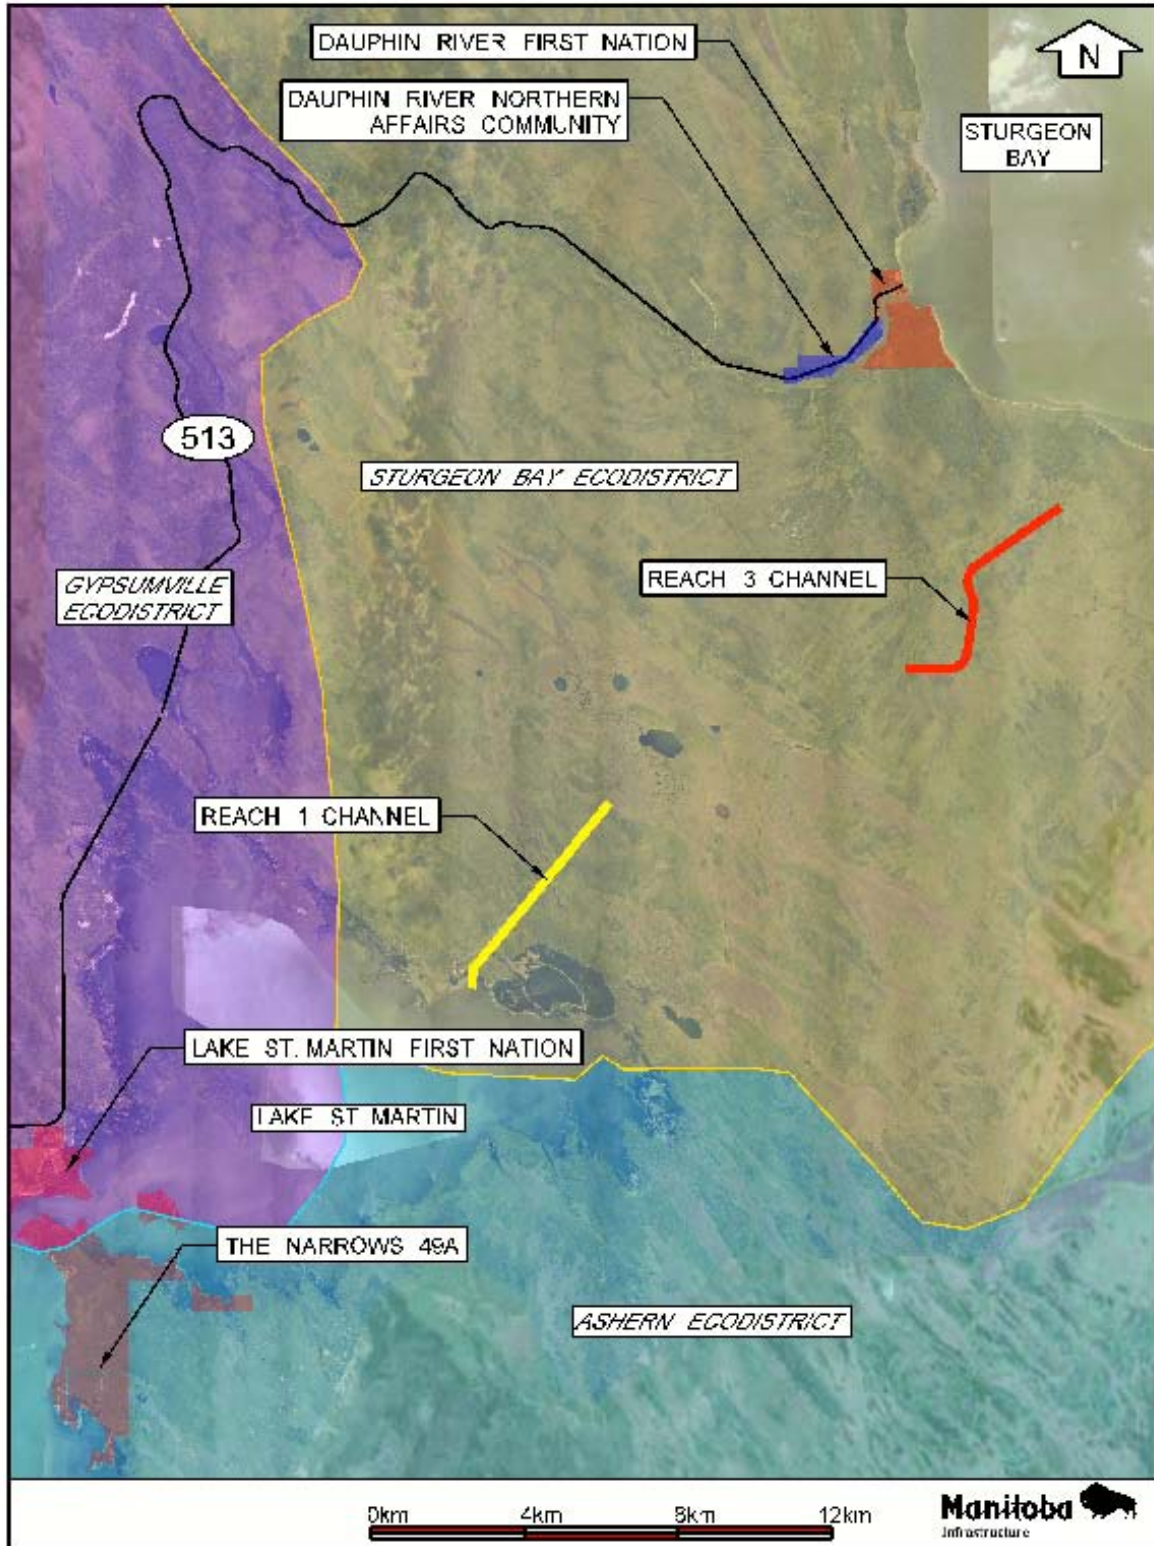 DAUPHIN RIVER FIRST NATION
N
DAUPHIN RIVER NORTHERN
AFFAIRS COMMUNITY
STURGEON
BAY
513
STURGEON BAY ECODISTRICT
REACH 3 CHANNEL
GYPSUMVILLE
ECODISTRICT
REACH 1 CHANNEL
LAKE ST. MARTIN FIRST NATION
LAKE ST MARTIN
THE NARROWS 49A
ASHERN ECODISTRICT
0km 4km 8km 12km
Manitoba
Infrastructure